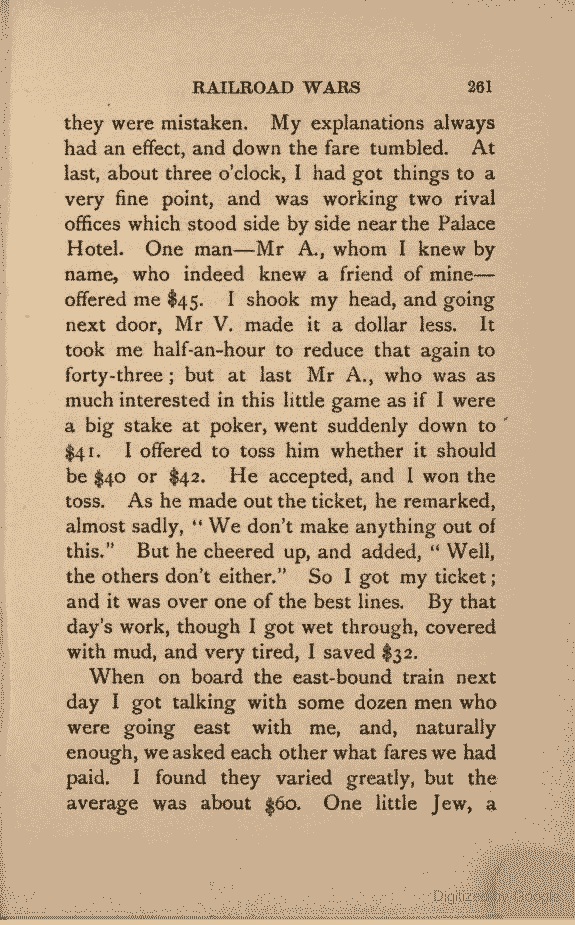 RAILROAD WARS 261
they were mistaken. My explanations always
had an effect, and down the fare tumbled. At
last, about three o'clock, I had got things to a
very fine point, and was working two rival
offices which stood side by side near the Palace
Hotel. One man—Mr A., whom I knew by
name, who indeed knew a friend of mine—
offered me $45. I shook my head, and going
next door, Mr V. made it a dollar less. It
took me half-an-hour to reduce that again to
forty-three; but at last Mr A., who was as
much interested in this little game as if I were
a big stake at poker, went suddenly down to
$41. I offered to toss him whether it should
be $40 or $42. He accepted, and I won the
toss. As he made out the ticket, he remarked,
almost sadly, "We don't make anything out of
this." But he cheered up, and added, "Well,
the others don't either." So I got my ticket;
and it was over one of the best lines. By that
day's work, though I got wet through, covered
with mud, and very tired, I saved $32.
When on board the east-bound train next
day I got talking with some dozen men who
were going east with me, and, naturally
enough, we asked each other what fares we had
paid. I found they varied greatly, but the
average was about $60. One little Jew, a
Digitized by Google